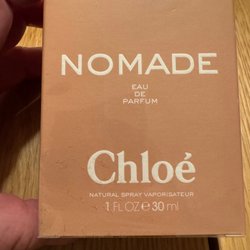 NOMADE
EAU
DE
PARFUM
Chloé
NATURAL SPRAY VAPORISATEUR
1 FL OZ ℮ 30 ml